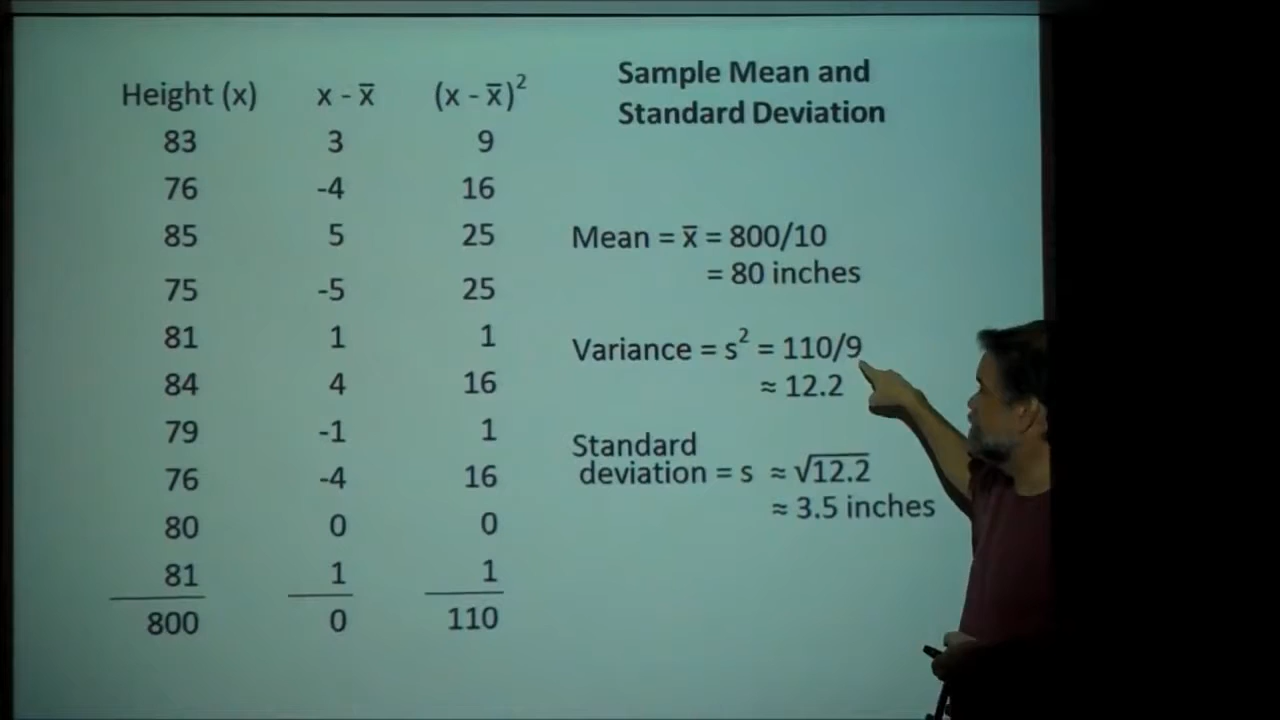 Sample Mean and
Standard Deviation
Height (x) x - x̄ (x - x̄)²
83 3 9
76 -4 16
85 5 25
75 -5 25
81 1 1
84 4 16
79 -1 1
76 -4 16
80 0 0
81 1 1
800 0 110
Mean = x̄ = 800/10
= 80 inches
Variance = s² = 110/9
≈ 12.2
Standard
deviation = s ≈ √12.2
≈ 3.5 inches